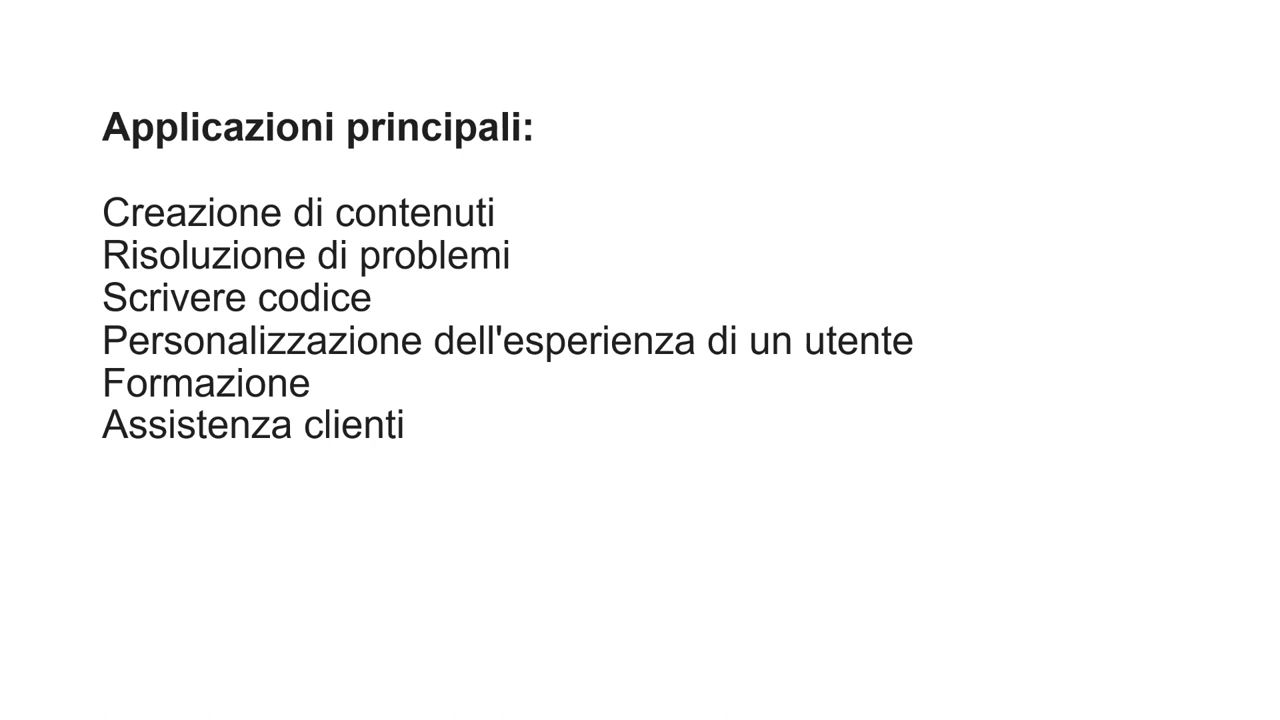 Applicazioni principali:
Creazione di contenuti
Risoluzione di problemi
Scrivere codice
Personalizzazione dell'esperienza di un utente
Formazione
Assistenza clienti